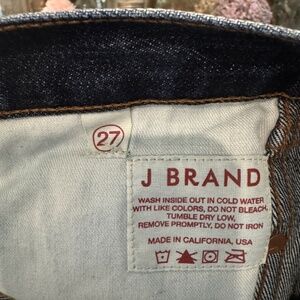 27
J BRAND
WASH INSIDE OUT IN COLD WATER
WITH LIKE COLORS, DO NOT BLEACH,
TUMBLE DRY LOW,
REMOVE PROMPTLY, DO NOT IRON
MADE IN CALIFORNIA, USA